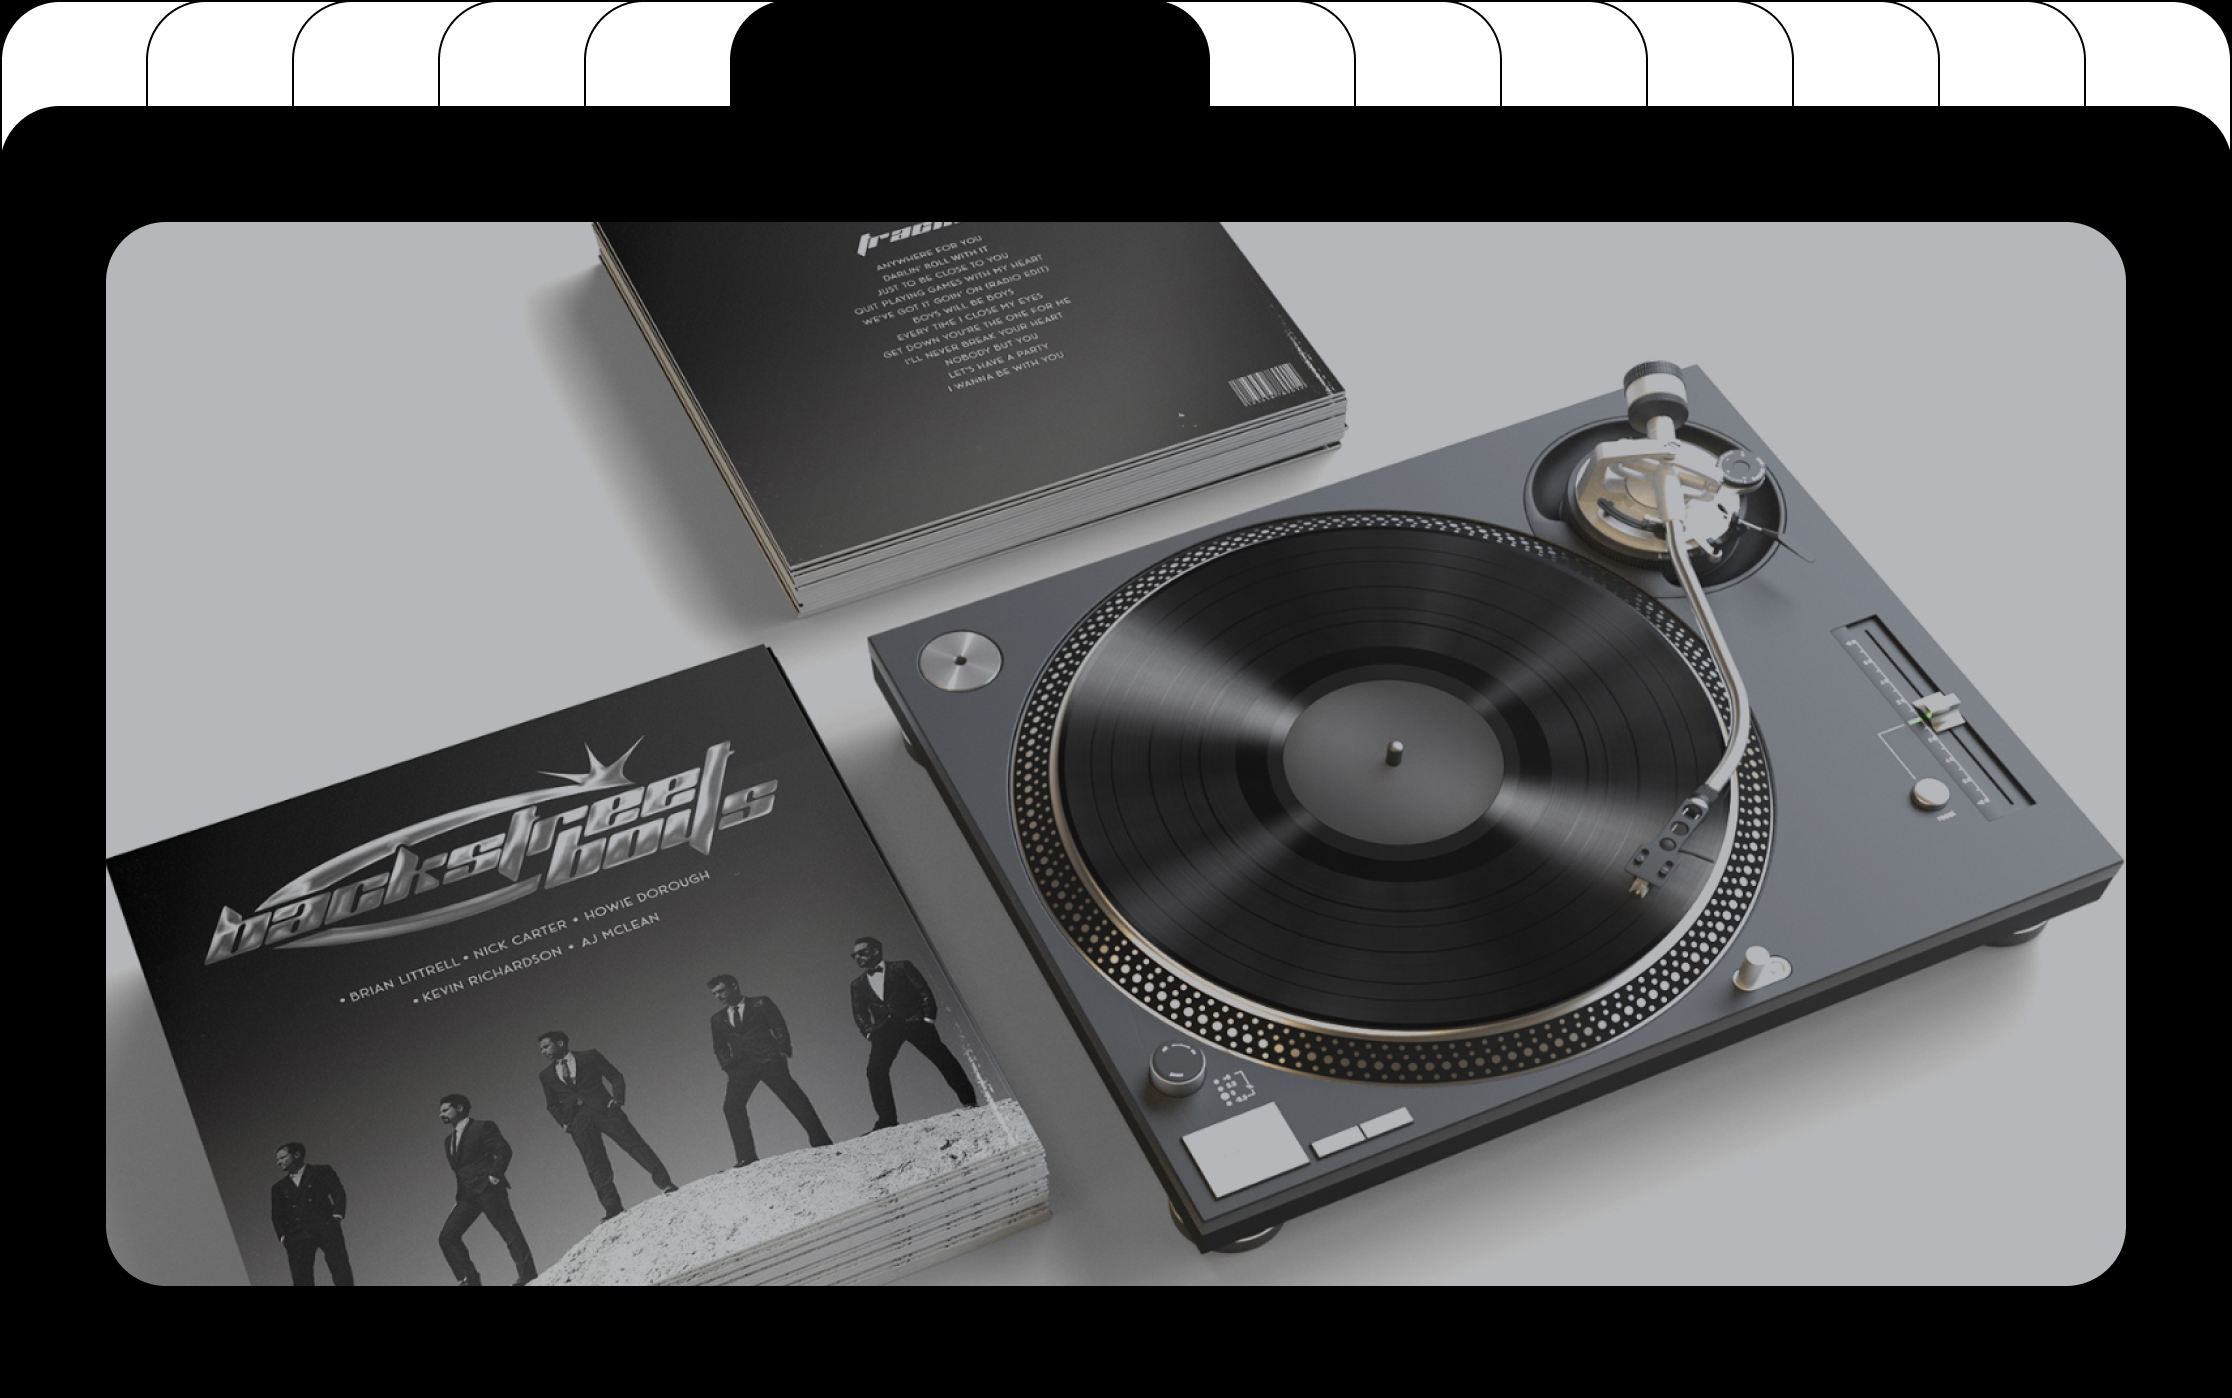 ANYWHERE FOR YOU
DARLIN' ROLL WITH IT
JUST TO BE CLOSE TO YOU
QUIT PLAYING GAMES WITH MY HEART
WE'VE GOT IT GOIN' ON (RADIO EDIT)
BOYS WILL BE BOYS
EVERY TIME I CLOSE MY EYES
GET DOWN YOU'RE THE ONE FOR ME
I'LL NEVER BREAK YOUR HEART
NOBODY BUT YOU
LET'S HAVE A PARTY
I WANNA BE WITH YOU
backstreet
boys
• BRIAN LITTRELL • NICK CARTER • HOWIE DOROUGH
• KEVIN RICHARDSON • AJ MCLEAN